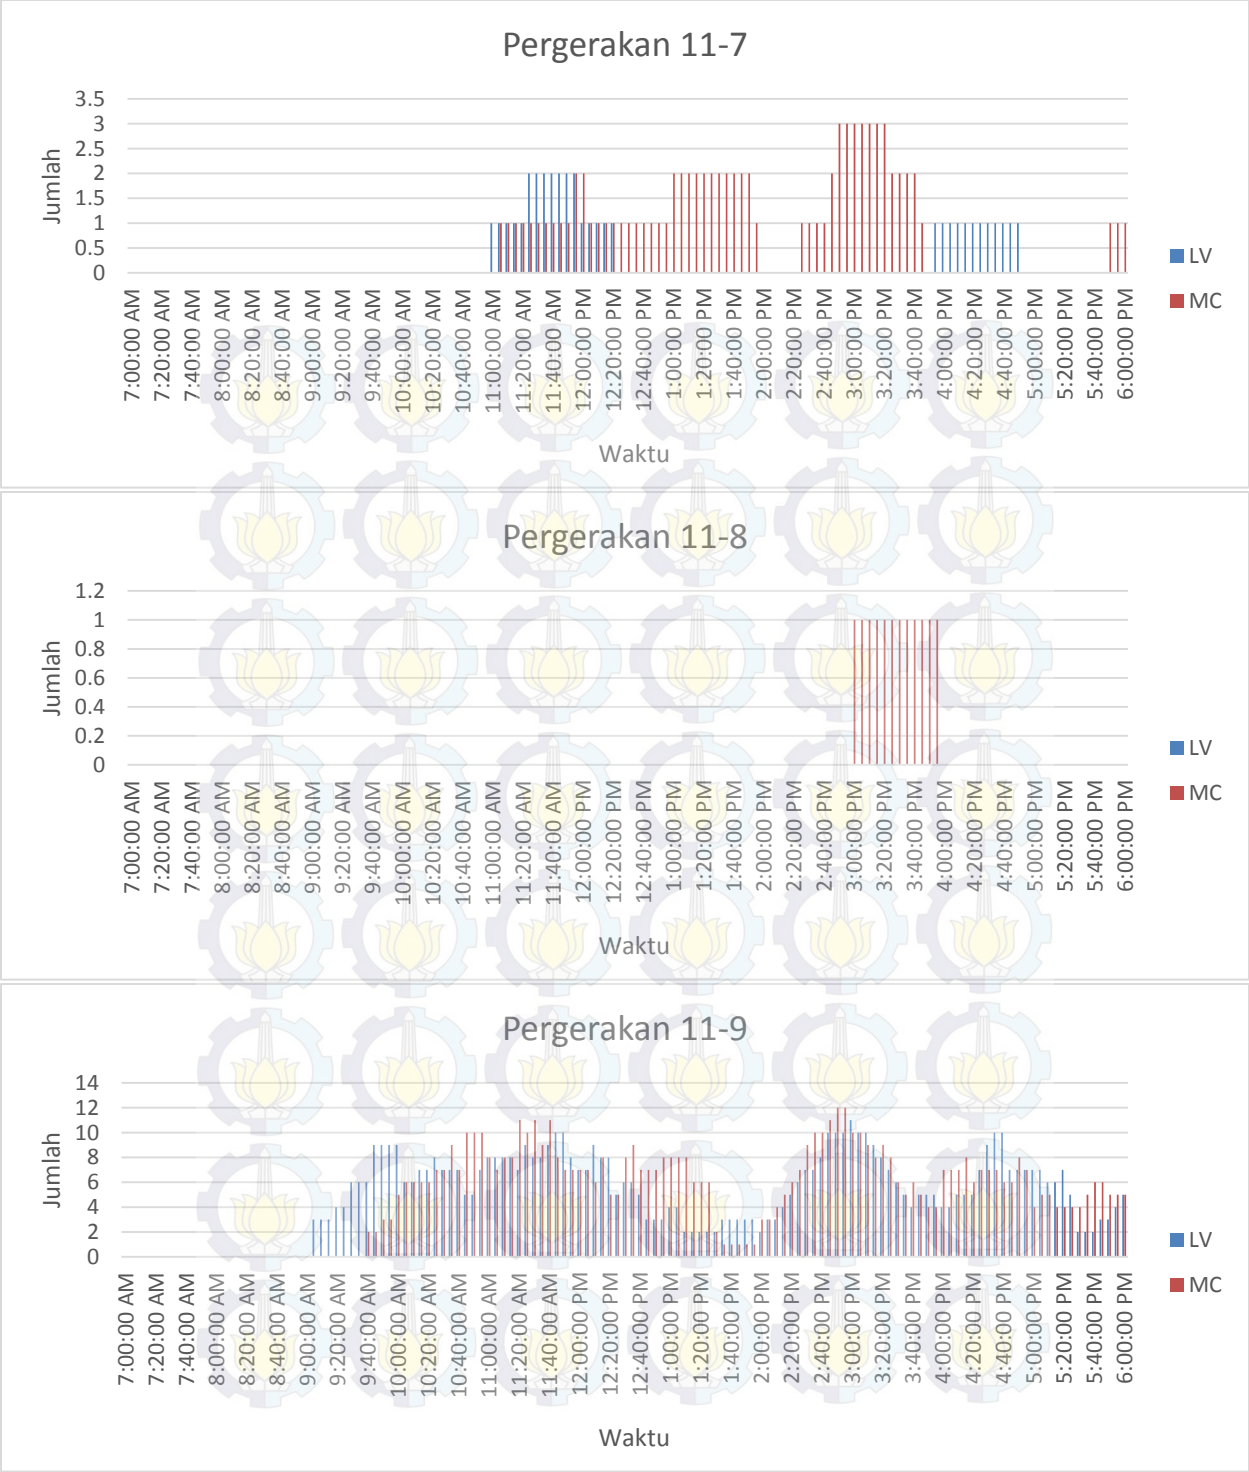 Pergerakan 11-7
3.5
3
2.5
2
1.5
1
0.5
0
Jumlah
7:00:00 AM
7:20:00 AM
7:40:00 AM
8:00:00 AM
8:20:00 AM
8:40:00 AM
9:00:00 AM
9:20:00 AM
9:40:00 AM
10:00:00 AM
10:20:00 AM
10:40:00 AM
11:00:00 AM
11:20:00 AM
11:40:00 AM
12:00:00 PM
12:20:00 PM
12:40:00 PM
1:00:00 PM
1:20:00 PM
1:40:00 PM
2:00:00 PM
2:20:00 PM
2:40:00 PM
3:00:00 PM
3:20:00 PM
3:40:00 PM
4:00:00 PM
4:20:00 PM
4:40:00 PM
5:00:00 PM
5:20:00 PM
5:40:00 PM
6:00:00 PM
Waktu
LV
MC
Pergerakan 11-8
1.2
1
0.8
0.6
0.4
0.2
0
Jumlah
7:00:00 AM
7:20:00 AM
7:40:00 AM
8:00:00 AM
8:20:00 AM
8:40:00 AM
9:00:00 AM
9:20:00 AM
9:40:00 AM
10:00:00 AM
10:20:00 AM
10:40:00 AM
11:00:00 AM
11:20:00 AM
11:40:00 AM
12:00:00 PM
12:20:00 PM
12:40:00 PM
1:00:00 PM
1:20:00 PM
1:40:00 PM
2:00:00 PM
2:20:00 PM
2:40:00 PM
3:00:00 PM
3:20:00 PM
3:40:00 PM
4:00:00 PM
4:20:00 PM
4:40:00 PM
5:00:00 PM
5:20:00 PM
5:40:00 PM
6:00:00 PM
Waktu
LV
MC
Pergerakan 11-9
14
12
10
8
6
4
2
0
Jumlah
7:00:00 AM
7:20:00 AM
7:40:00 AM
8:00:00 AM
8:20:00 AM
8:40:00 AM
9:00:00 AM
9:20:00 AM
9:40:00 AM
10:00:00 AM
10:20:00 AM
10:40:00 AM
11:00:00 AM
11:20:00 AM
11:40:00 AM
12:00:00 PM
12:20:00 PM
12:40:00 PM
1:00:00 PM
1:20:00 PM
1:40:00 PM
2:00:00 PM
2:20:00 PM
2:40:00 PM
3:00:00 PM
3:20:00 PM
3:40:00 PM
4:00:00 PM
4:20:00 PM
4:40:00 PM
5:00:00 PM
5:20:00 PM
5:40:00 PM
6:00:00 PM
Waktu
LV
MC